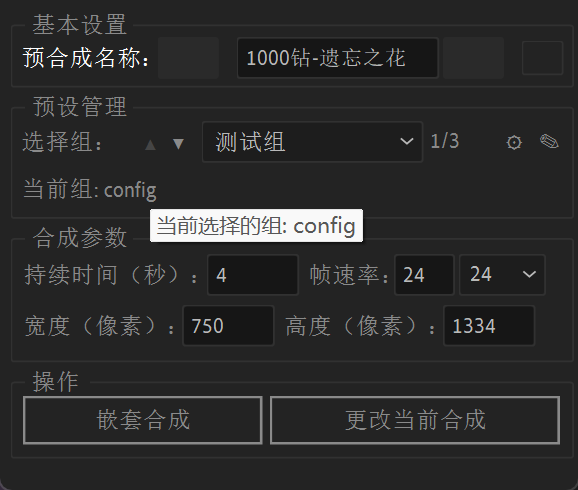 基本设置
预合成名称： 1000钻-遗忘之花
预设管理
选择组： ▲ ▼ 测试组 1/3
当前组: config
当前选择的组: config
合成参数
持续时间（秒）: 4 帧速率: 24 24
宽度（像素）: 750 高度（像素）: 1334
操作
嵌套合成 更改当前合成